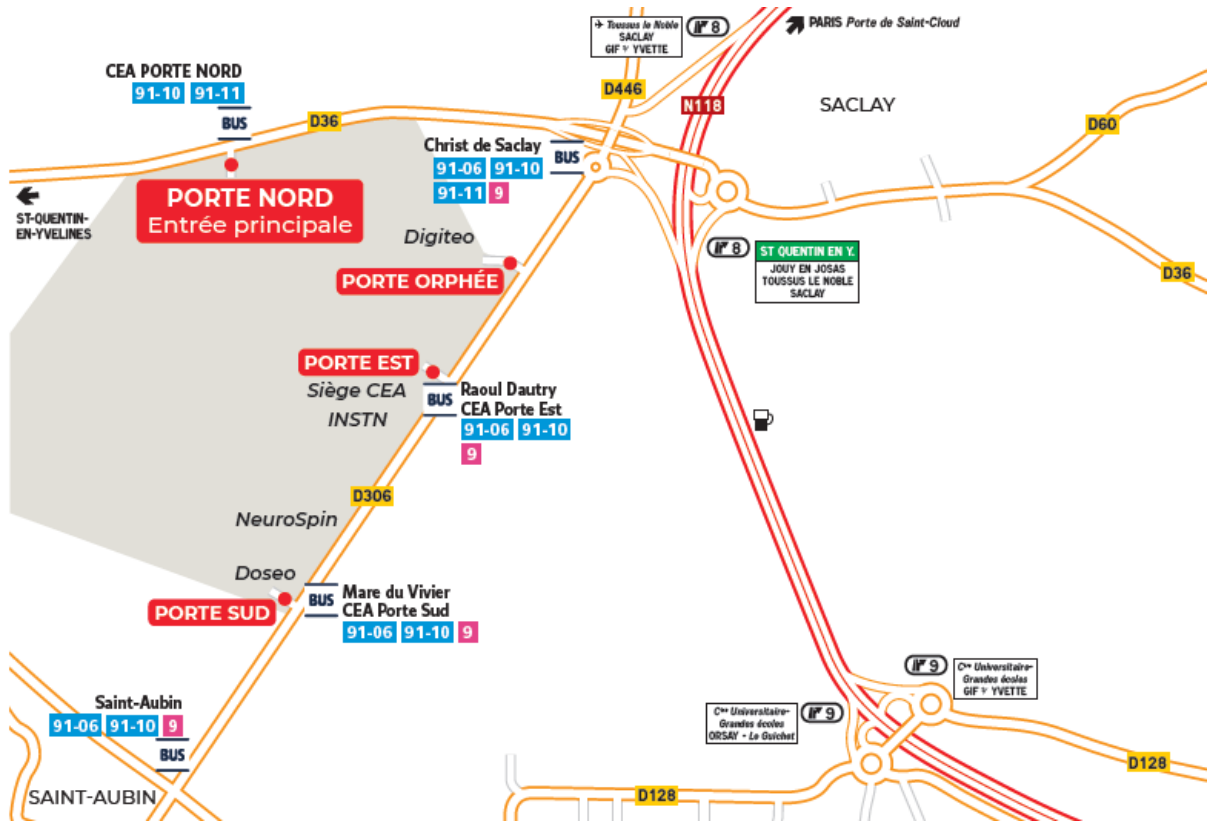 Toussus le Noble
SACLAY
GIF s/ YVETTE
8
PARIS Porte de Saint-Cloud
CEA PORTE NORD
91-10 91-11
BUS
D36
D446
N118
SACLAY
D60
Christ de Saclay
91-06 91-10
91-11 9
BUS
PORTE NORD
Entrée principale
ST-QUENTIN-
EN-YVELINES
Digiteo
PORTE ORPHÉE
8
ST QUENTIN EN Y.
JOUY EN JOSAS
TOUSSUS LE NOBLE
SACLAY
D36
PORTE EST
Siège CEA
INSTN
BUS
Raoul Dautry
CEA Porte Est
91-06 91-10
9
D306
NeuroSpin
Doseo
PORTE SUD
BUS
Mare du Vivier
CEA Porte Sud
91-06 91-10 9
Saint-Aubin
91-06 91-10 9
BUS
SAINT-AUBIN
9
Ctre Universitaire-
Grandes écoles
GIF s/ YVETTE
Ctre Universitaire-
Grandes écoles
ORSAY - Le Guichet
9
D128
D128